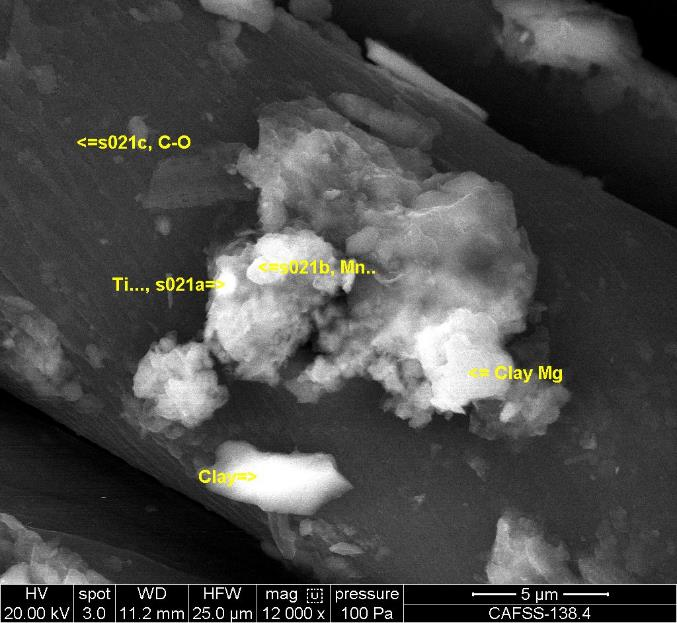 <=s021c, C-O
<=s021b, Mn..
Ti..., s021a=>
<= Clay Mg
Clay=>
HV spot WD HFW mag pressure 5 µm
20.00 kV 3.0 11.2 mm 25.0 µm 12 000 x 100 Pa CAFSS-138.4